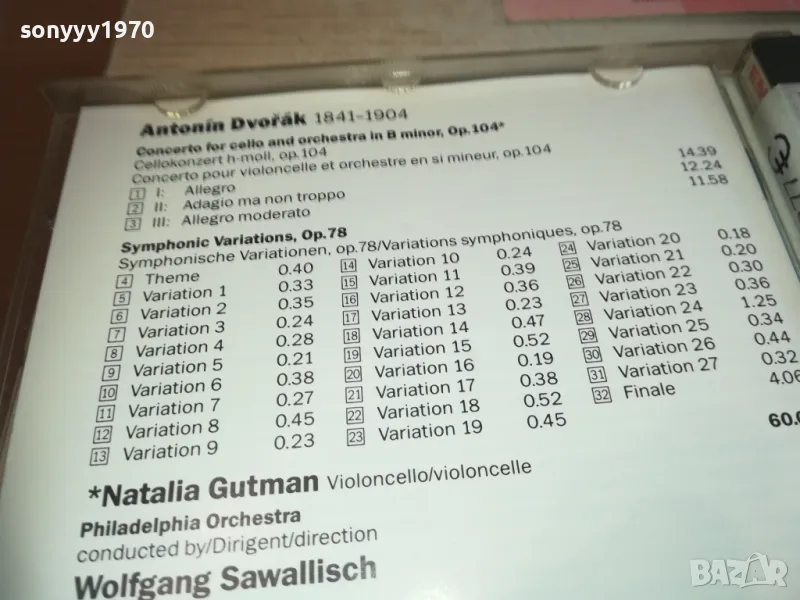 sonyyy1970
Antonín Dvořák 1841-1904
Concerto for cello and orchestra in B minor, Op.104*
Cellokonzert h-moll, op.104
Concerto pour violoncelle et orchestre en si mineur, op.104
1 I: Allegro 14.39
2 II: Adagio ma non troppo 12.24
3 III: Allegro moderato 11.58
Symphonic Variations, Op.78
Symphonische Variationen, op.78/Variations symphoniques, op.78
4 Theme 0.40
5 Variation 1 0.33
6 Variation 2 0.35
7 Variation 3 0.24
8 Variation 4 0.28
9 Variation 5 0.21
10 Variation 6 0.38
11 Variation 7 0.27
12 Variation 8 0.45
13 Variation 9 0.23
14 Variation 10 0.24
15 Variation 11 0.39
16 Variation 12 0.36
17 Variation 13 0.23
18 Variation 14 0.47
19 Variation 15 0.52
20 Variation 16 0.19
21 Variation 17 0.38
22 Variation 18 0.52
23 Variation 19 0.45
24 Variation 20 0.18
25 Variation 21 0.20
26 Variation 22 0.30
27 Variation 23 0.36
28 Variation 24 1.25
29 Variation 25 0.34
30 Variation 26 0.44
31 Variation 27 0.32
32 Finale 4.06
60.0
*Natalia Gutman Violoncello/violoncelle
Philadelphia Orchestra
conducted by/Dirigent/direction
Wolfgang Sawallisch
BAZAR